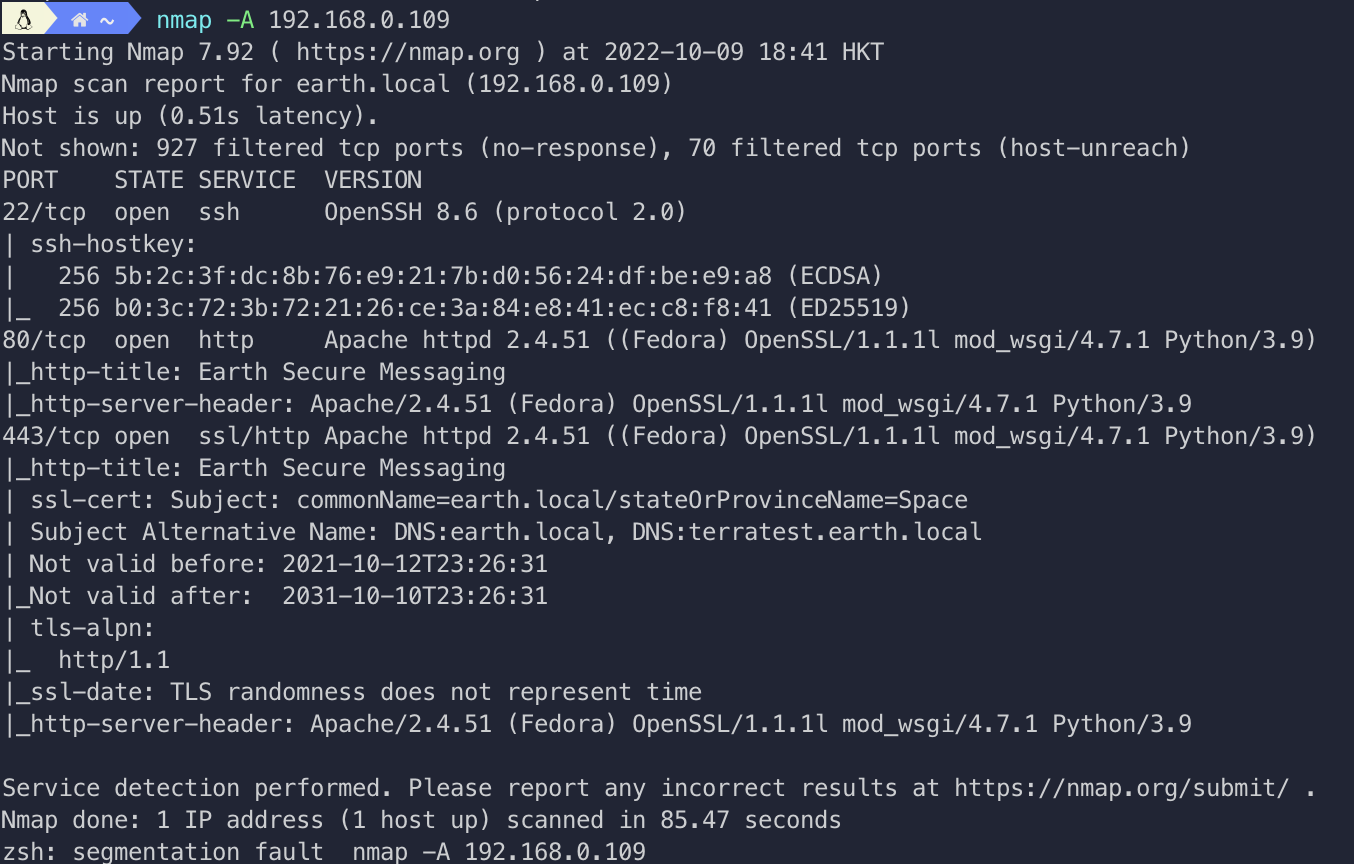 ~ nmap -A 192.168.0.109
Starting Nmap 7.92 ( https://nmap.org ) at 2022-10-09 18:41 HKT
Nmap scan report for earth.local (192.168.0.109)
Host is up (0.51s latency).
Not shown: 927 filtered tcp ports (no-response), 70 filtered tcp ports (host-unreach)
PORT    STATE SERVICE  VERSION
22/tcp  open  ssh      OpenSSH 8.6 (protocol 2.0)
| ssh-hostkey:
|   256 5b:2c:3f:dc:8b:76:e9:21:7b:d0:56:24:df:be:e9:a8 (ECDSA)
|_  256 b0:3c:72:3b:72:21:26:ce:3a:84:e8:41:ec:c8:f8:41 (ED25519)
80/tcp  open  http     Apache httpd 2.4.51 ((Fedora) OpenSSL/1.1.1l mod_wsgi/4.7.1 Python/3.9)
|_http-title: Earth Secure Messaging
|_http-server-header: Apache/2.4.51 (Fedora) OpenSSL/1.1.1l mod_wsgi/4.7.1 Python/3.9
443/tcp open  ssl/http Apache httpd 2.4.51 ((Fedora) OpenSSL/1.1.1l mod_wsgi/4.7.1 Python/3.9)
|_http-title: Earth Secure Messaging
| ssl-cert: Subject: commonName=earth.local/stateOrProvinceName=Space
| Subject Alternative Name: DNS:earth.local, DNS:terratest.earth.local
| Not valid before: 2021-10-12T23:26:31
|_Not valid after:  2031-10-10T23:26:31
| tls-alpn:
|_  http/1.1
|_ssl-date: TLS randomness does not represent time
|_http-server-header: Apache/2.4.51 (Fedora) OpenSSL/1.1.1l mod_wsgi/4.7.1 Python/3.9
Service detection performed. Please report any incorrect results at https://nmap.org/submit/ .
Nmap done: 1 IP address (1 host up) scanned in 85.47 seconds
zsh: segmentation fault  nmap -A 192.168.0.109